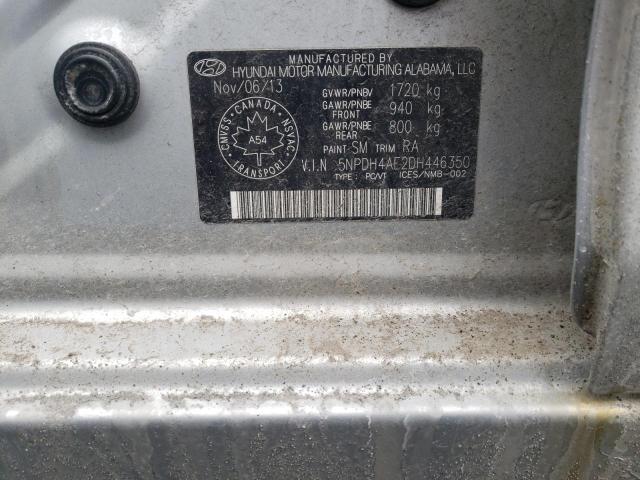 MANUFACTURED BY
HYUNDAI MOTOR MANUFACTURING ALABAMA, LLC
Nov/06/13
GVWR/PNBV 1720 kg
GAWR/PNBE FRONT 940 kg
GAWR/PNBE REAR 800 kg
PAINT SM TRIM RA
V.I.N 5NPDH4AE2DH446350
TYPE : PC/VT ICES/NMB-002
CANADA
CMVSS
NSVAC
A54
TRANSPORT